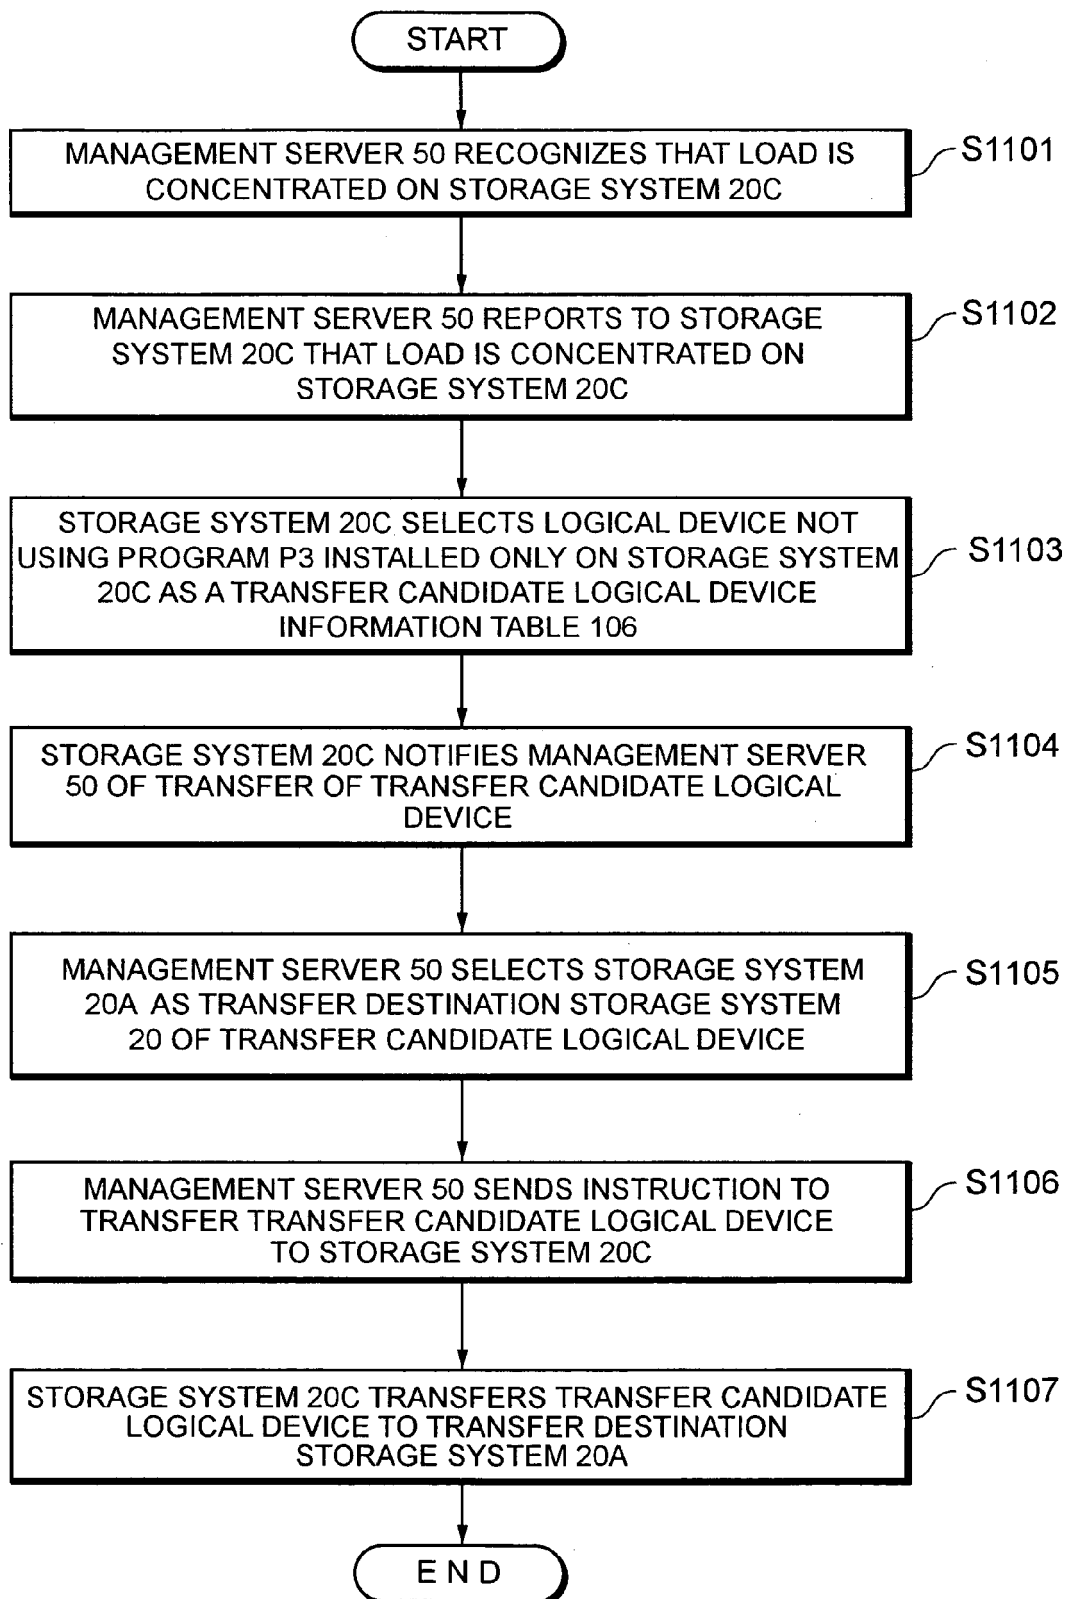 START
MANAGEMENT SERVER 50 RECOGNIZES THAT LOAD IS
CONCENTRATED ON STORAGE SYSTEM 20C
S1101
MANAGEMENT SERVER 50 REPORTS TO STORAGE
SYSTEM 20C THAT LOAD IS CONCENTRATED ON
STORAGE SYSTEM 20C
S1102
STORAGE SYSTEM 20C SELECTS LOGICAL DEVICE NOT
USING PROGRAM P3 INSTALLED ONLY ON STORAGE SYSTEM
20C AS A TRANSFER CANDIDATE LOGICAL DEVICE
INFORMATION TABLE 106
S1103
STORAGE SYSTEM 20C NOTIFIES MANAGEMENT SERVER
50 OF TRANSFER OF TRANSFER CANDIDATE LOGICAL
DEVICE
S1104
MANAGEMENT SERVER 50 SELECTS STORAGE SYSTEM
20A AS TRANSFER DESTINATION STORAGE SYSTEM
20 OF TRANSFER CANDIDATE LOGICAL DEVICE
S1105
MANAGEMENT SERVER 50 SENDS INSTRUCTION TO
TRANSFER TRANSFER CANDIDATE LOGICAL DEVICE
TO STORAGE SYSTEM 20C
S1106
STORAGE SYSTEM 20C TRANSFERS TRANSFER CANDIDATE
LOGICAL DEVICE TO TRANSFER DESTINATION
STORAGE SYSTEM 20A
S1107
E N D